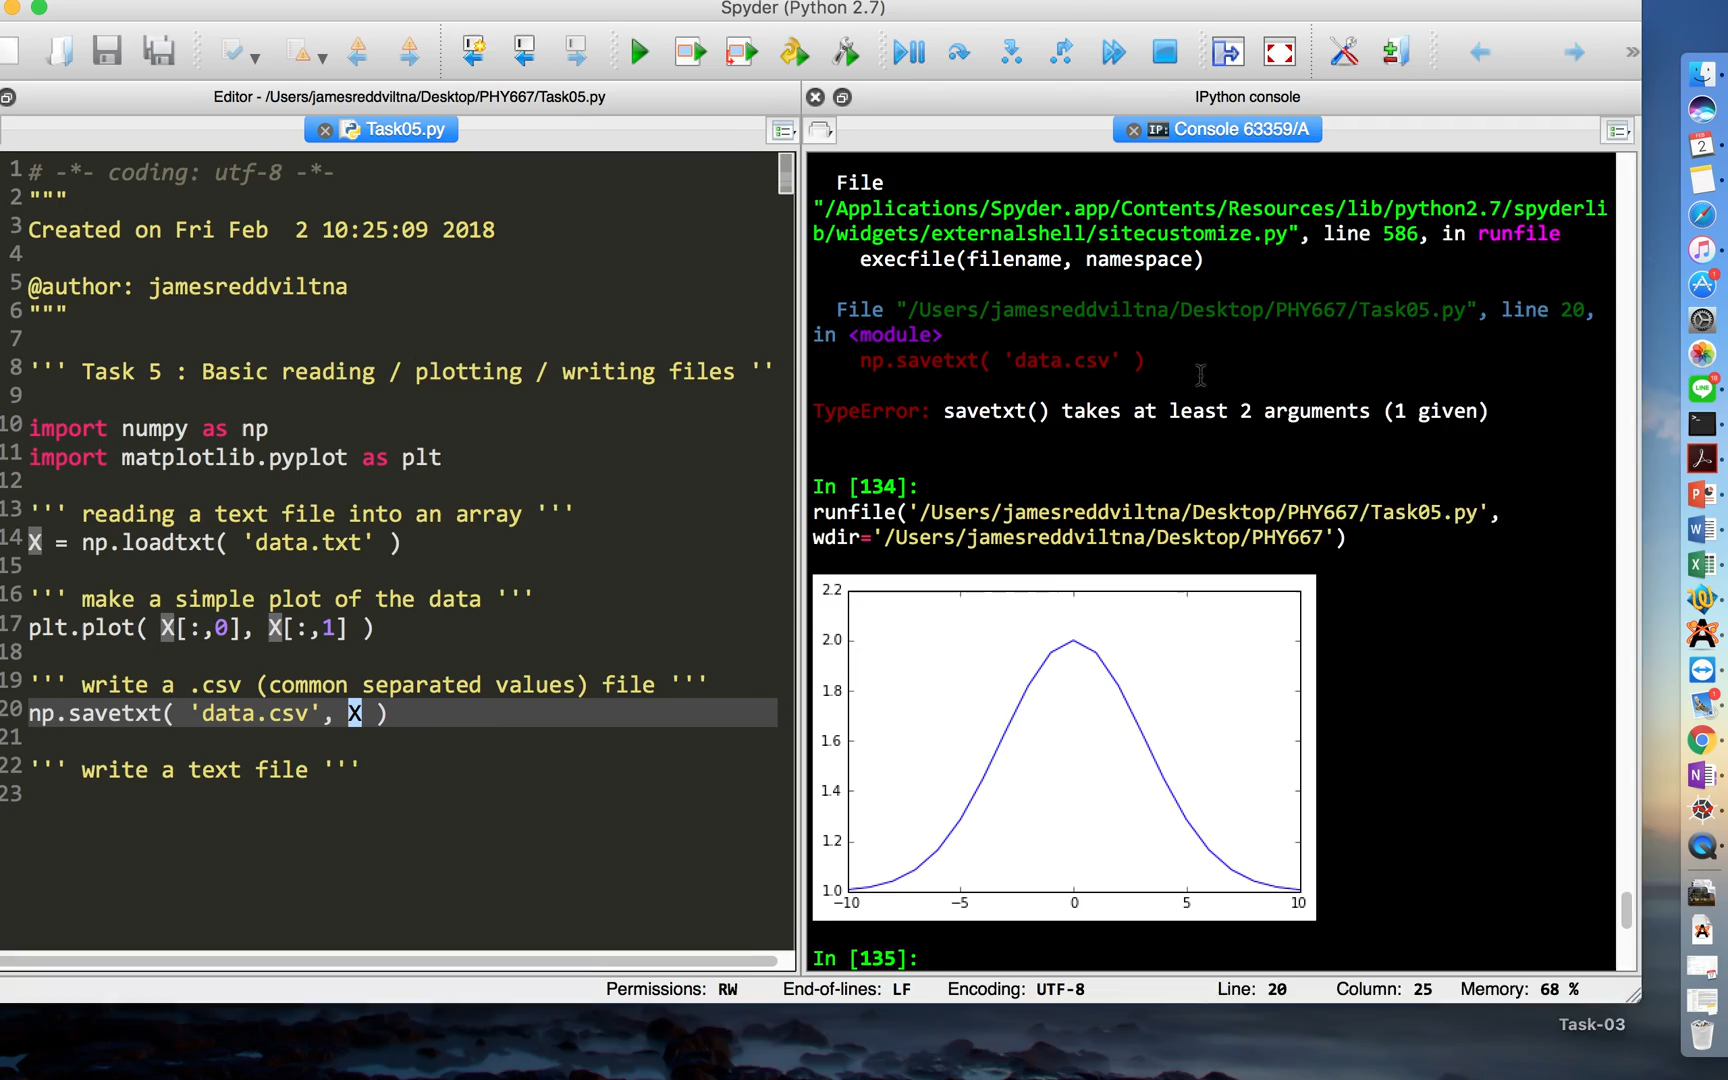 Spyder (Python 2.7)
Editor - /Users/jamesreddviltna/Desktop/PHY667/Task05.py
Task05.py
1 # -*- coding: utf-8 -*-
2 """
3 Created on Fri Feb  2 10:25:09 2018
4
5 @author: jamesreddviltna
6 """
7
8 ''' Task 5 : Basic reading / plotting / writing files ''
9
10 import numpy as np
11 import matplotlib.pyplot as plt
12
13 ''' reading a text file into an array '''
14 X = np.loadtxt( 'data.txt' )
15
16 ''' make a simple plot of the data '''
17 plt.plot( X[:,0], X[:,1] )
18
19 ''' write a .csv (common separated values) file '''
20 np.savetxt( 'data.csv', X )
21
22 ''' write a text file '''
23
IPython console
IP: Console 63359/A
File
"/Applications/Spyder.app/Contents/Resources/lib/python2.7/spyderli
b/widgets/externalshell/sitecustomize.py", line 586, in runfile
execfile(filename, namespace)
File "/Users/jamesreddviltna/Desktop/PHY667/Task05.py", line 20,
in <module>
np.savetxt( 'data.csv' )
TypeError: savetxt() takes at least 2 arguments (1 given)
In [134]:
runfile('/Users/jamesreddviltna/Desktop/PHY667/Task05.py',
wdir='/Users/jamesreddviltna/Desktop/PHY667')
2.2
2.0
1.8
1.6
1.4
1.2
1.0
−10 −5 0 5 10
In [135]:
Permissions: RW End-of-lines: LF Encoding: UTF-8 Line: 20 Column: 25 Memory: 68 %
Task-03
FEB
2